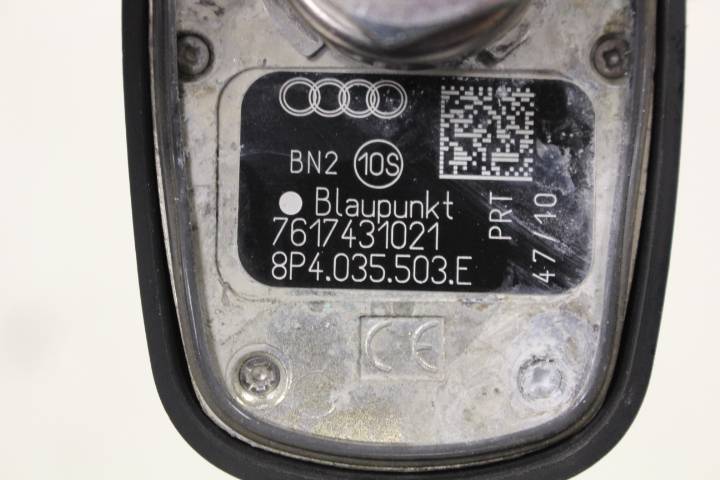 BN2 10S
Blaupunkt
7617431021
8P4.035.503.E
PRT
47/10
CE